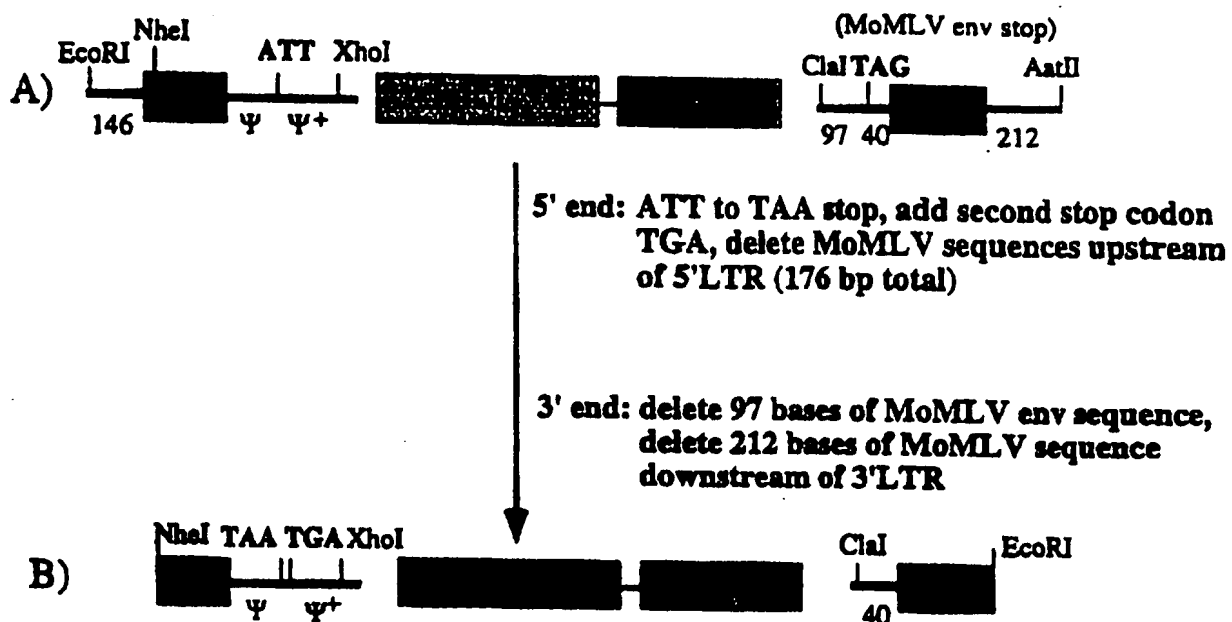 (MoMLV env stop)
NheI
EcoRI ATT XhoI ClaI TAG AatII
A)
146 Ψ Ψ+ 97 40 212
5' end: ATT to TAA stop, add second stop codon
TGA, delete MoMLV sequences upstream
of 5'LTR (176 bp total)
3' end: delete 97 bases of MoMLV env sequence,
delete 212 bases of MoMLV sequence
downstream of 3'LTR
NheI TAA TGA XhoI ClaI EcoRI
B)
Ψ Ψ+ 40